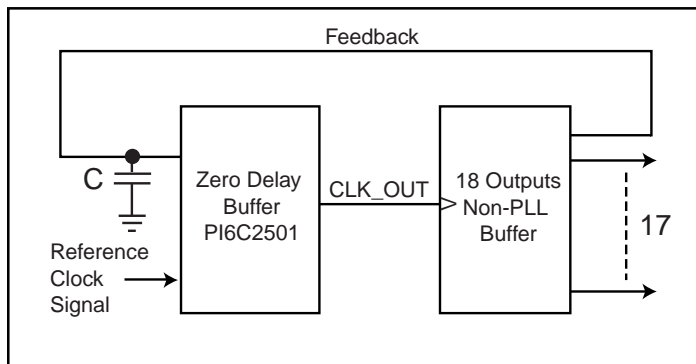 Feedback
C
Zero Delay
Buffer
PI6C2501
CLK_OUT
18 Outputs
Non-PLL
Buffer
17
Reference
Clock
Signal